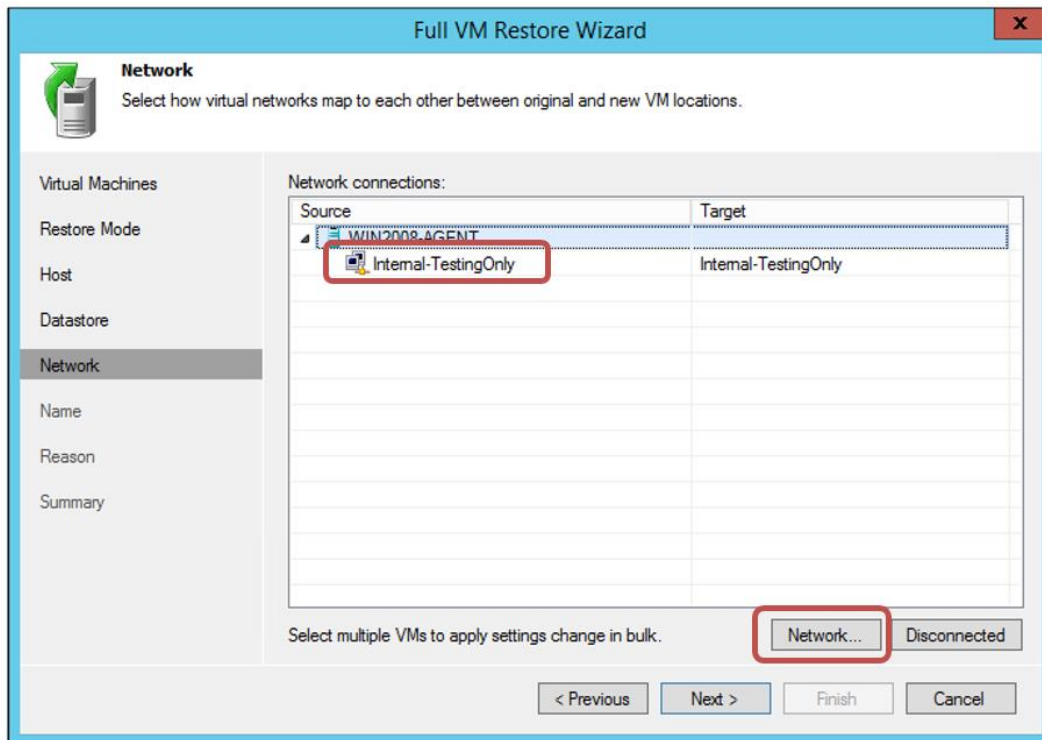 Full VM Restore Wizard
x
Network
Select how virtual networks map to each other between original and new VM locations.
Virtual Machines
Restore Mode
Host
Datastore
Network
Name
Reason
Summary
Network connections:
Source Target
WIN2008-AGENT
Internal-TestingOnly Internal-TestingOnly
Select multiple VMs to apply settings change in bulk. Network... Disconnected
< Previous Next > Finish Cancel